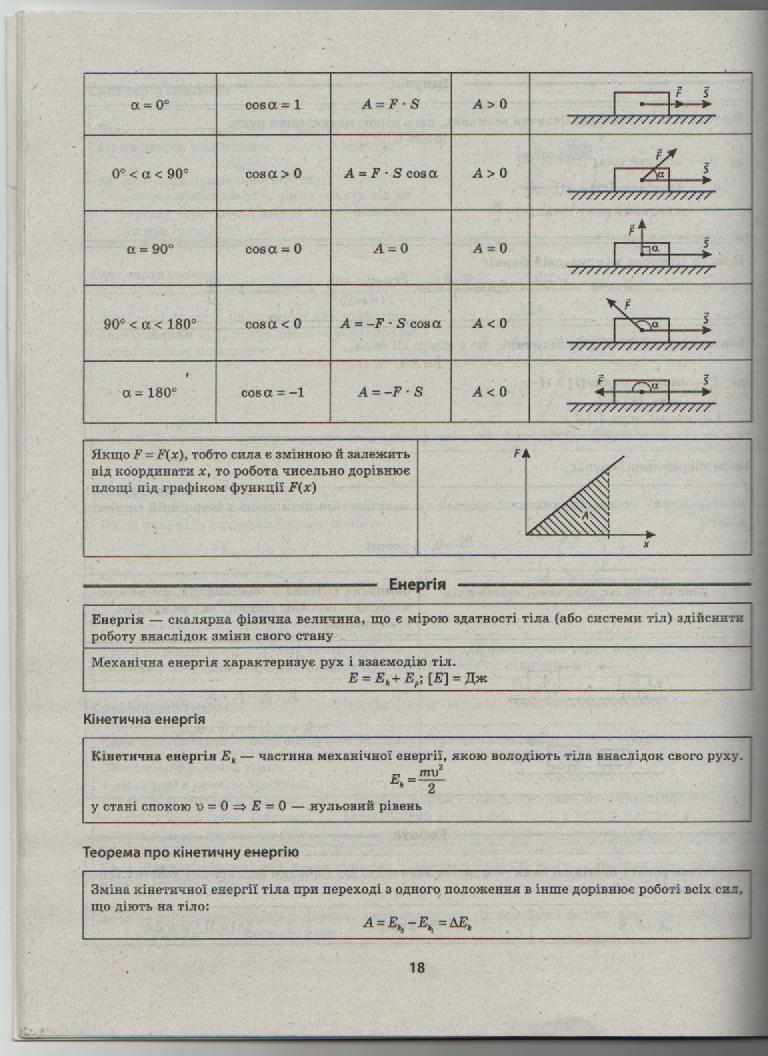 α = 0° cos α = 1 A = F · S A > 0 F⃗ S⃗
0° < α < 90° cos α > 0 A = F · S cos α A > 0 F⃗ α S⃗
α = 90° cos α = 0 A = 0 A = 0 F⃗ α S⃗
90° < α < 180° cos α < 0 A = –F · S cos α A < 0 F⃗ α S⃗
α = 180° cos α = –1 A = –F · S A < 0 F⃗ α S⃗
Якщо F = F(x), тобто сила є змінною й залежить
від координати x, то робота чисельно дорівнює
площі під графіком функції F(x)
F
A
x
Енергія
Енергія — скалярна фізична величина, що є мірою здатності тіла (або системи тіл) здійснити
роботу внаслідок зміни свого стану
Механічна енергія характеризує рух і взаємодію тіл.
E = Eₖ + Eₚ; [E] = Дж
Кінетична енергія
Кінетична енергія Eₖ — частина механічної енергії, якою володіють тіла внаслідок свого руху.
Eₖ = mυ²/2
у стані спокою υ = 0 ⇒ E = 0 — нульовий рівень
Теорема про кінетичну енергію
Зміна кінетичної енергії тіла при переході з одного положення в інше дорівнює роботі всіх сил,
що діють на тіло:
A = Eₖ₂ – Eₖ₁ = ΔEₖ
18